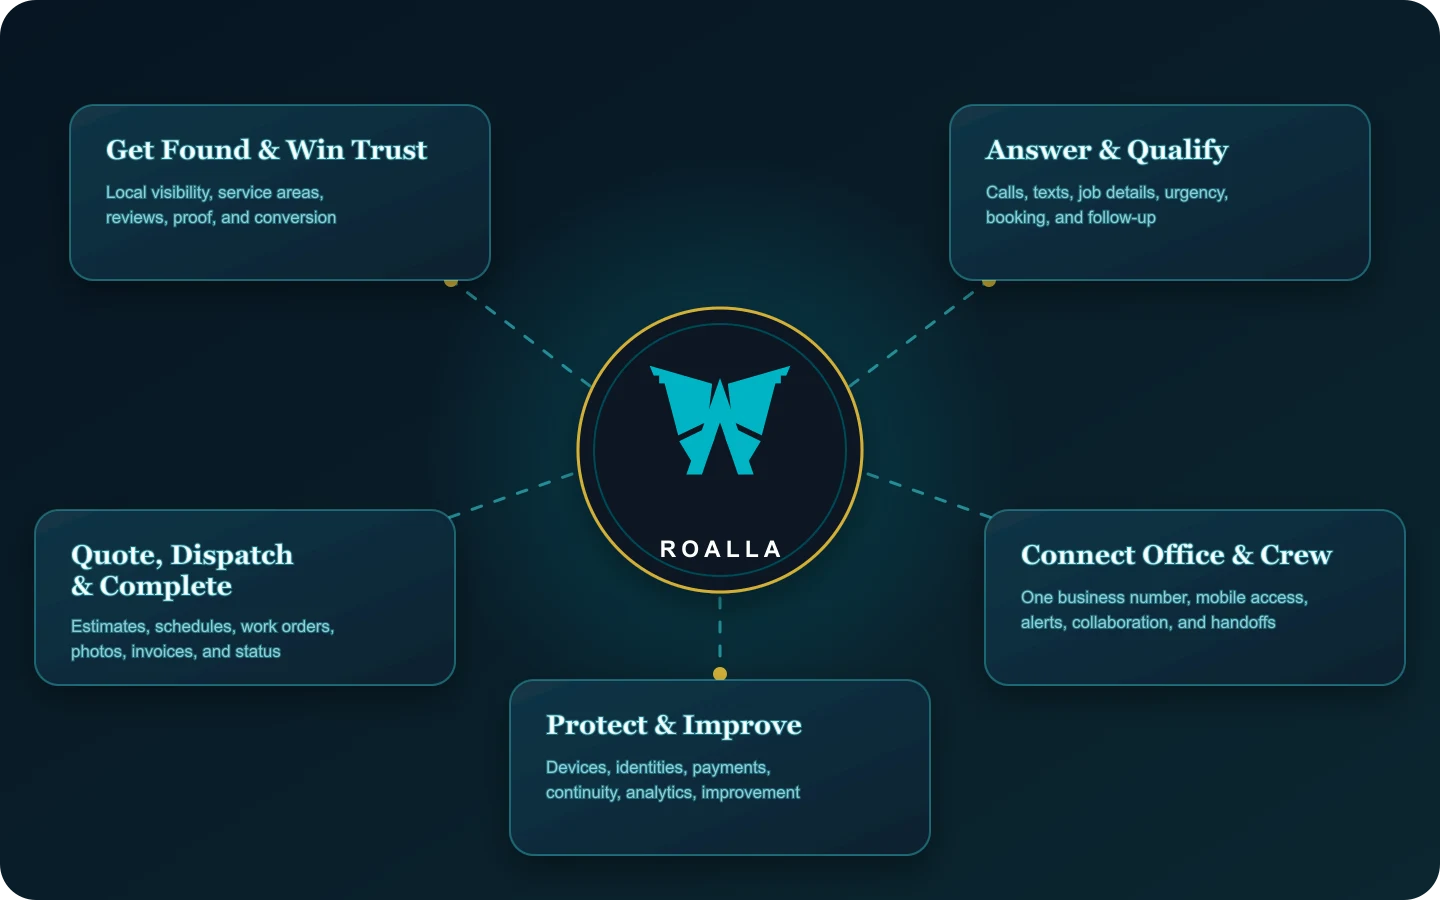 Get Found & Win Trust
Local visibility, service areas,
reviews, proof, and conversion
Answer & Qualify
Calls, texts, job details, urgency,
booking, and follow-up
ROALLA
Quote, Dispatch
& Complete
Estimates, schedules, work orders,
photos, invoices, and status
Connect Office & Crew
One business number, mobile access,
alerts, collaboration, and handoffs
Protect & Improve
Devices, identities, payments,
continuity, analytics, improvement